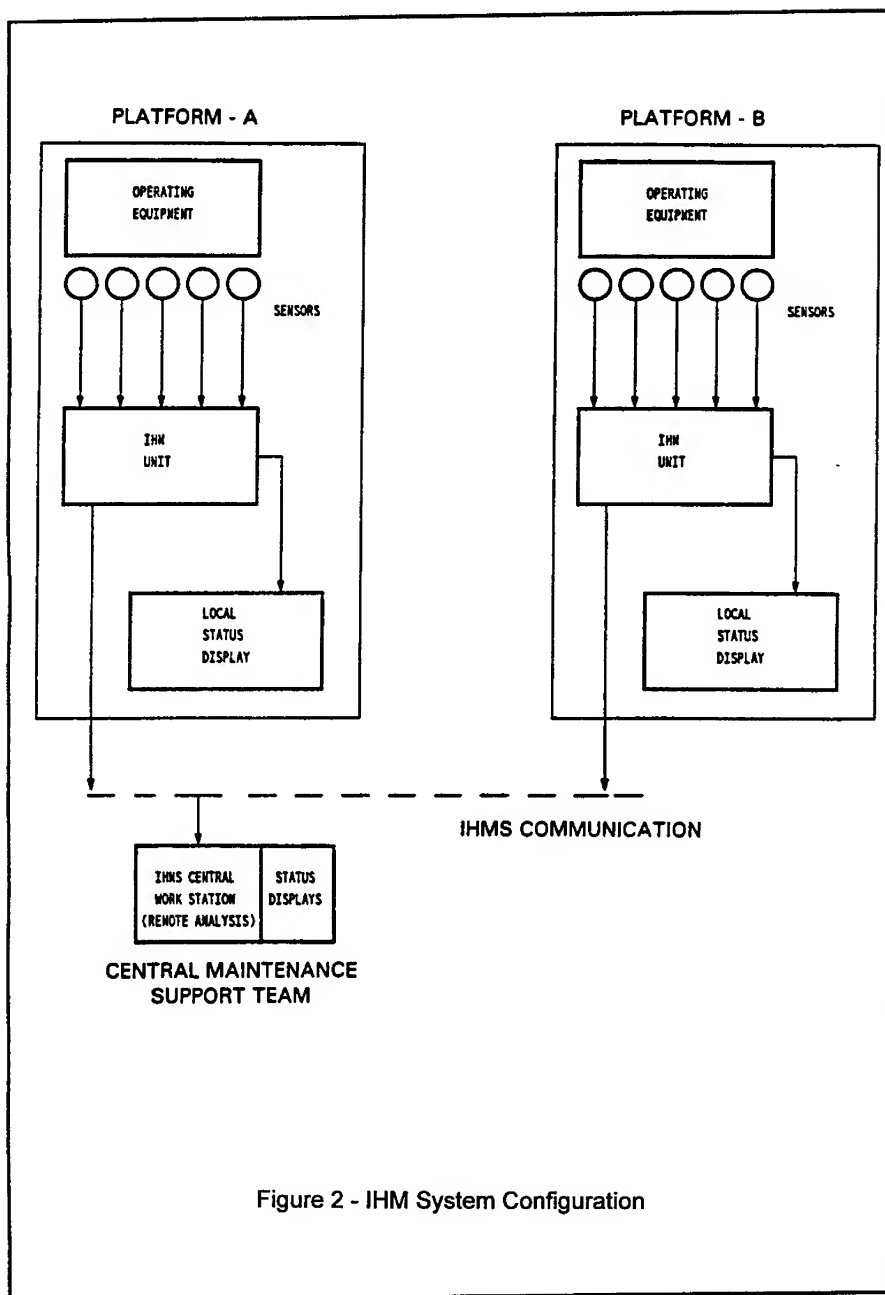 PLATFORM - A
OPERATING
EQUIPMENT
SENSORS
IHM
UNIT
LOCAL
STATUS
DISPLAY
PLATFORM - B
OPERATING
EQUIPMENT
SENSORS
IHM
UNIT
LOCAL
STATUS
DISPLAY
IHMS COMMUNICATION
IHMS CENTRAL
WORK STATION
(REMOTE ANALYSIS)
STATUS
DISPLAYS
CENTRAL MAINTENANCE
SUPPORT TEAM
Figure 2 - IHM System Configuration